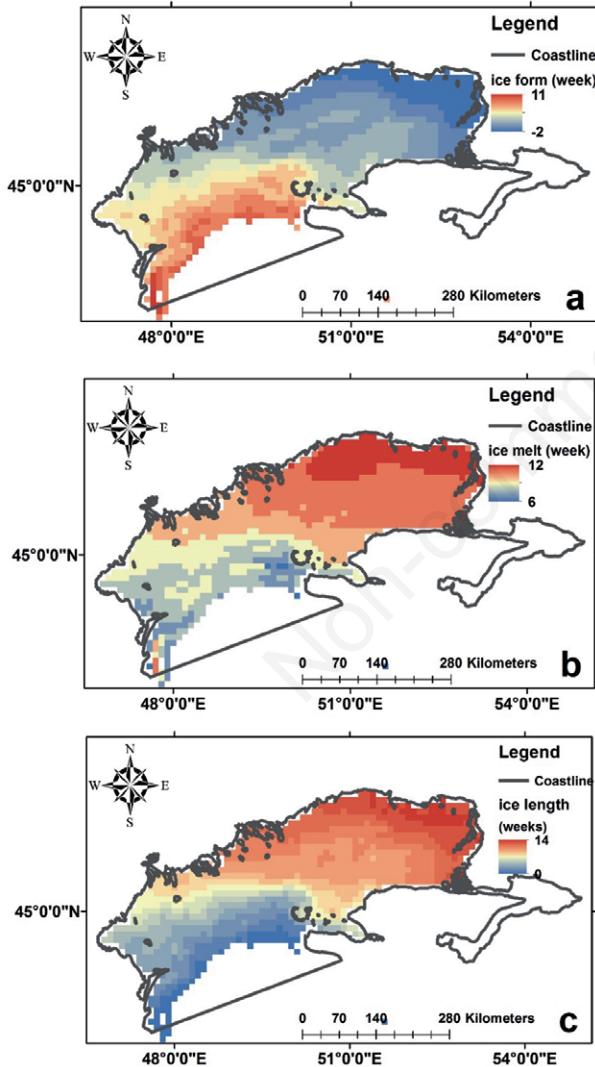 N
W E
S
Legend
Coastline
ice form (week)
11
-2
45°0'0"N
0 70 140 280 Kilometers
a
48°0'0"E 51°0'0"E 54°0'0"E
N
W E
S
Legend
Coastline
ice melt (week)
12
6
45°0'0"N
0 70 140 280 Kilometers
b
48°0'0"E 51°0'0"E 54°0'0"E
N
W E
S
Legend
Coastline
ice length
(weeks)
14
0
45°0'0"N
0 70 140 280 Kilometers
c
48°0'0"E 51°0'0"E 54°0'0"E